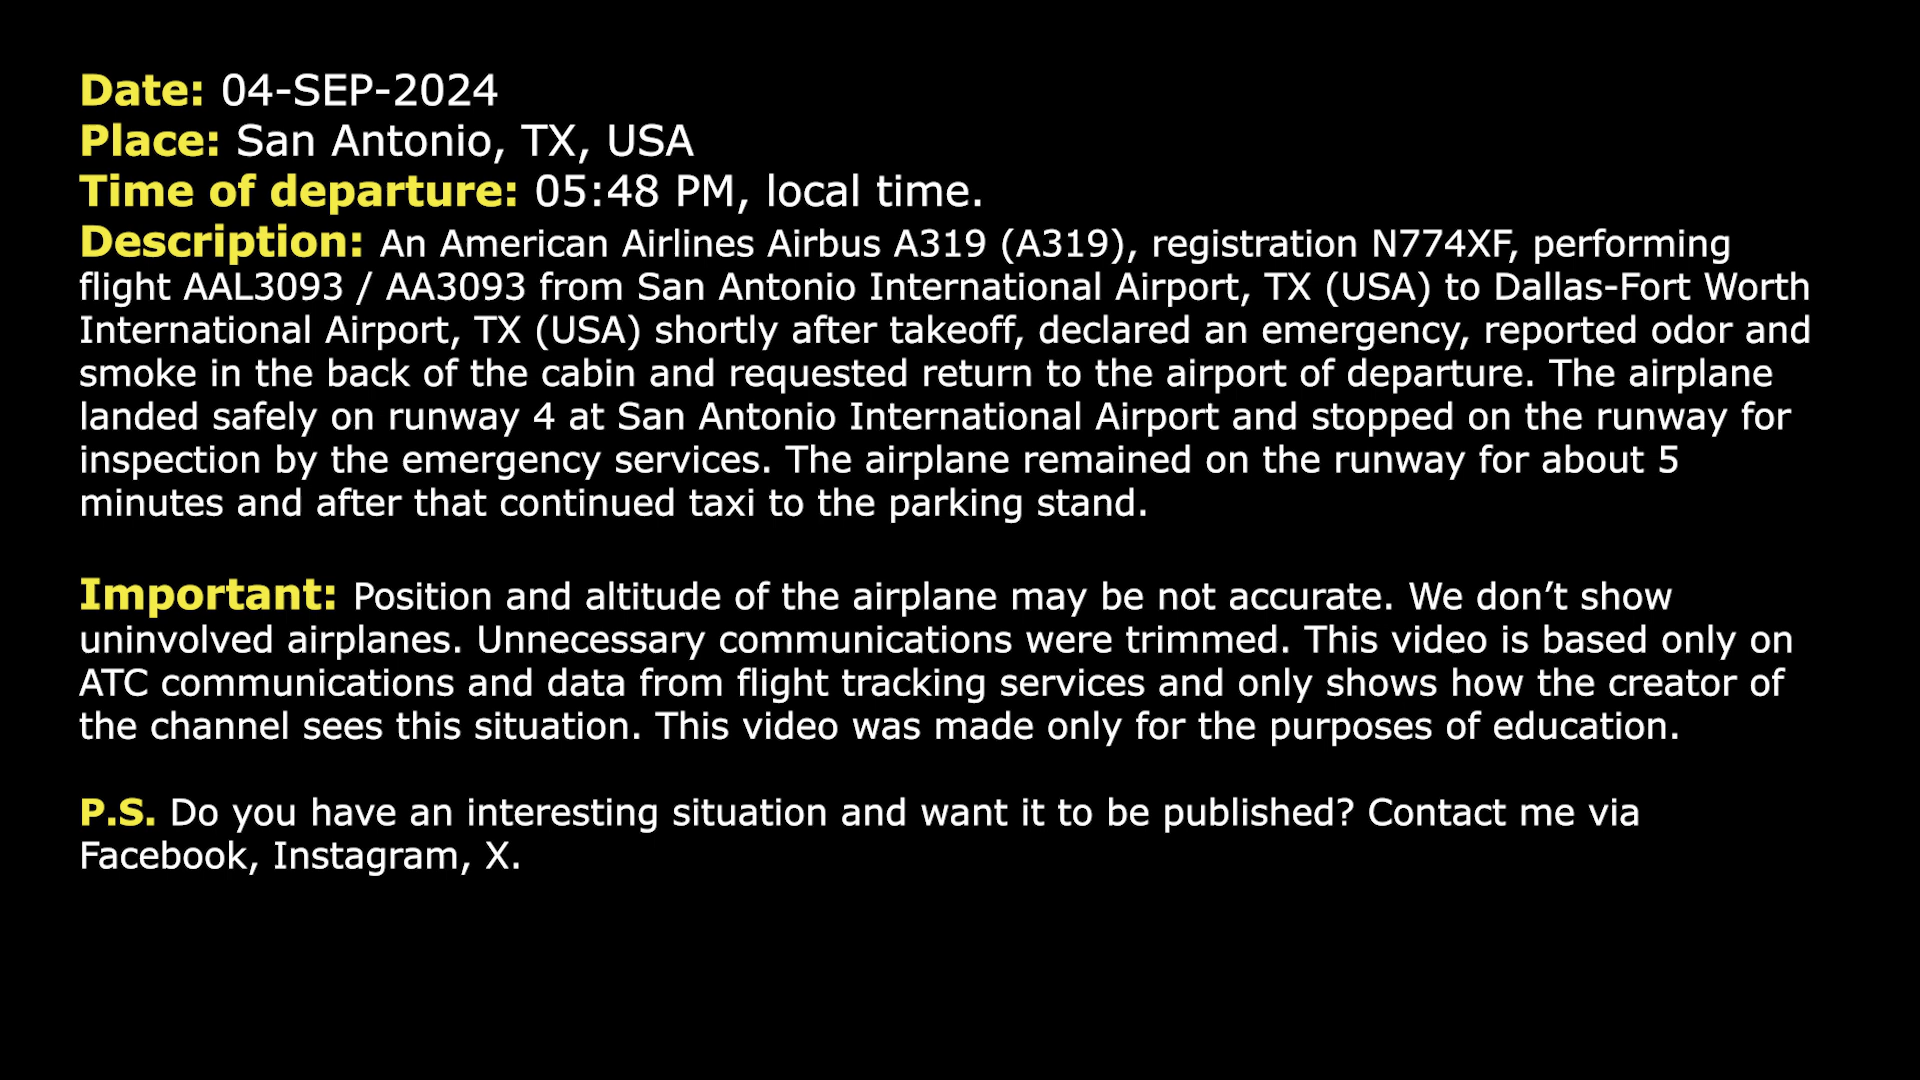 Date: 04-SEP-2024
Place: San Antonio, TX, USA
Time of departure: 05:48 PM, local time.
Description: An American Airlines Airbus A319 (A319), registration N774XF, performing
flight AAL3093 / AA3093 from San Antonio International Airport, TX (USA) to Dallas-Fort Worth
International Airport, TX (USA) shortly after takeoff, declared an emergency, reported odor and
smoke in the back of the cabin and requested return to the airport of departure. The airplane
landed safely on runway 4 at San Antonio International Airport and stopped on the runway for
inspection by the emergency services. The airplane remained on the runway for about 5
minutes and after that continued taxi to the parking stand.
Important: Position and altitude of the airplane may be not accurate. We don’t show
uninvolved airplanes. Unnecessary communications were trimmed. This video is based only on
ATC communications and data from flight tracking services and only shows how the creator of
the channel sees this situation. This video was made only for the purposes of education.
P.S. Do you have an interesting situation and want it to be published? Contact me via
Facebook, Instagram, X.